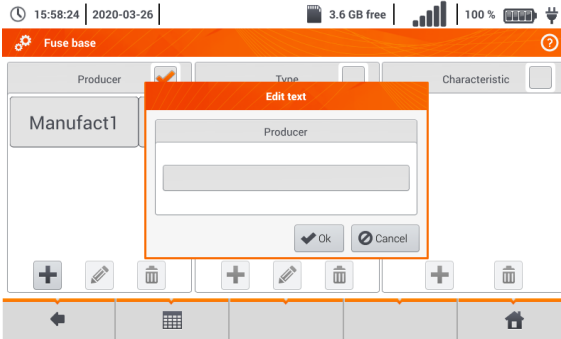 15:58:24 2020-03-26 3.6 GB free 100 %
Fuse base ?
Producer Type Characteristic
Edit text
Manufact1
Producer
Ok Cancel